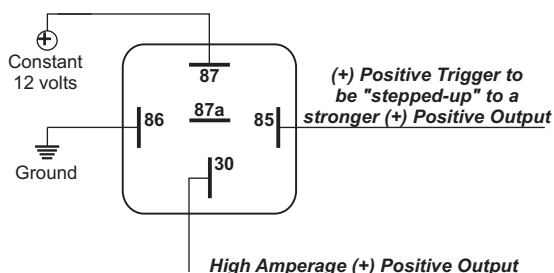 Constant
12 volts
87
(+) Positive Trigger to
be "stepped-up" to a
stronger (+) Positive Output
87a
86
85
30
Ground
High Amperage (+) Positive Output